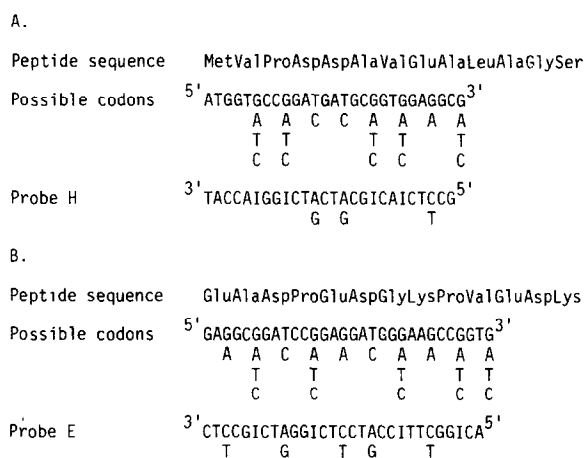 A.
Peptide sequence MetValProAspAspAlaValGluAlaLeuAlaGlySer
Possible codons 5'ATGGTGCCGGATGATGCGGTGGAGGCG3'
A A C C A A A A
T T T T T
C C C C C
Probe H 3'TACCAIGGICTACTACGICAICTCCG5'
G G T
B.
Peptide sequence GluAlaAspProGluAspGlyLysProValGluAspLys
Possible codons 5'GAGGCGGATCCGGAGGATGGGAAGCCGGTG3'
A A C A A C A A A A
T T T T T
C C C C C
Probe E 3'CTCCGICTAGGICTCCTACCITTCGGICA5'
T G T G T